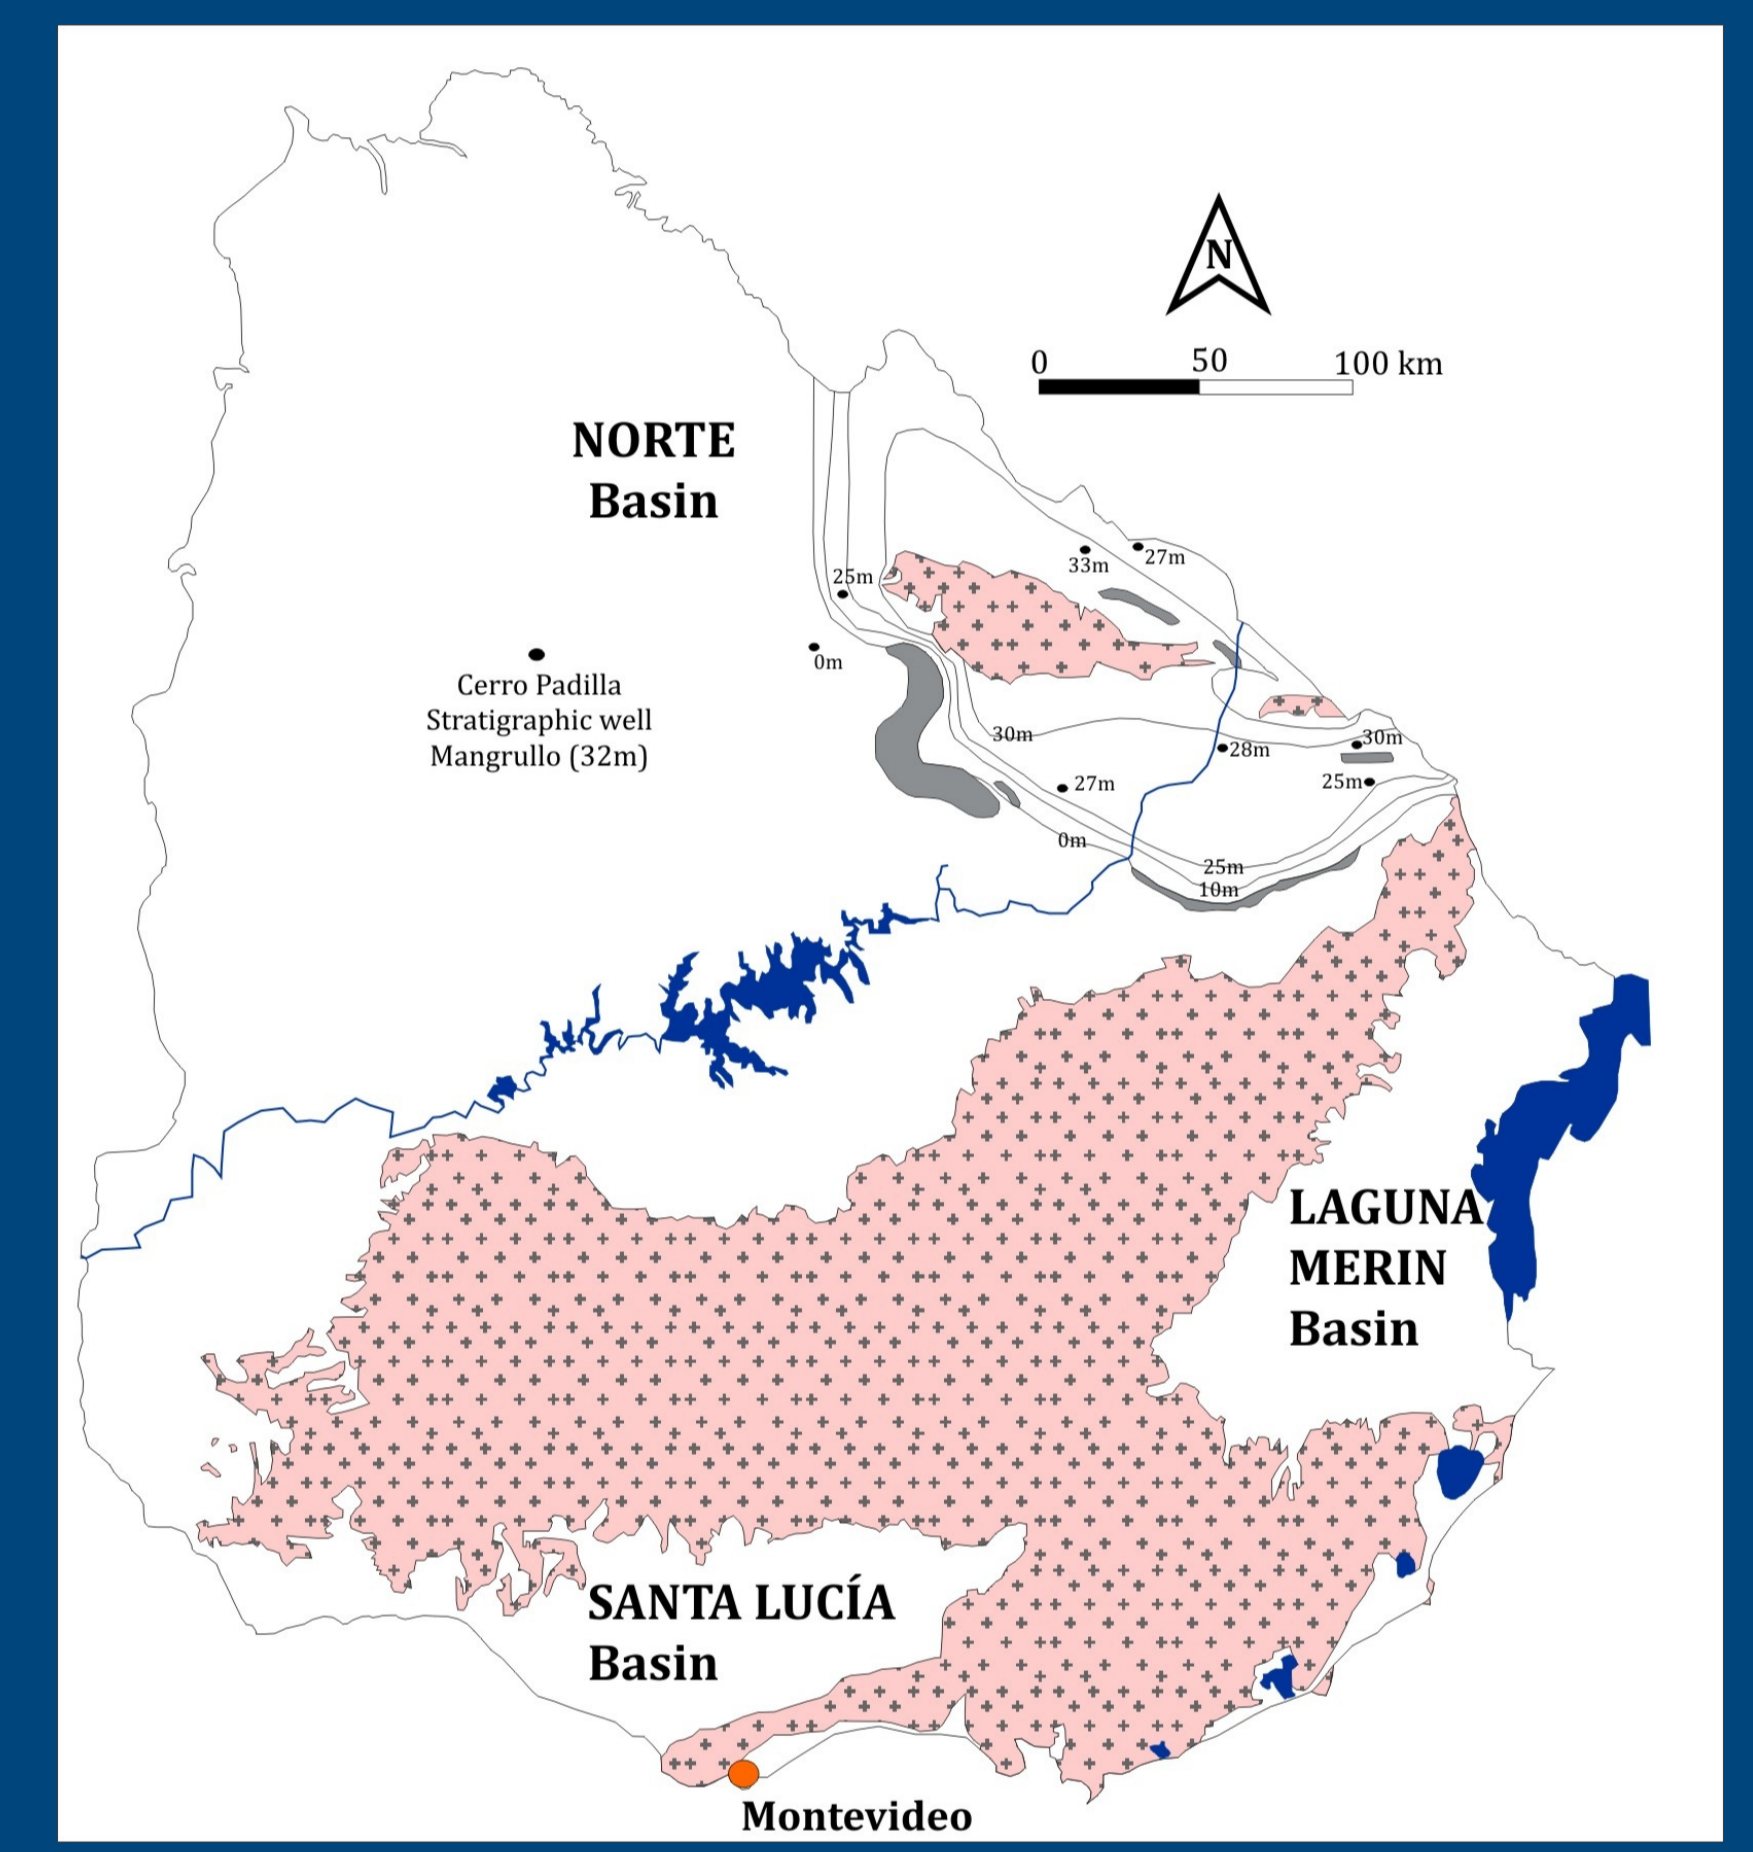 N
0
50
100 km
NORTE
Basin
33m
27m
25m
0m
Cerro Padilla
Stratigraphic well
Mangrullo (32m)
30m
28m
30m
27m
25m
0m
25m
10m
LAGUNA
MERIN
Basin
SANTA LUCÍA
Basin
Montevideo